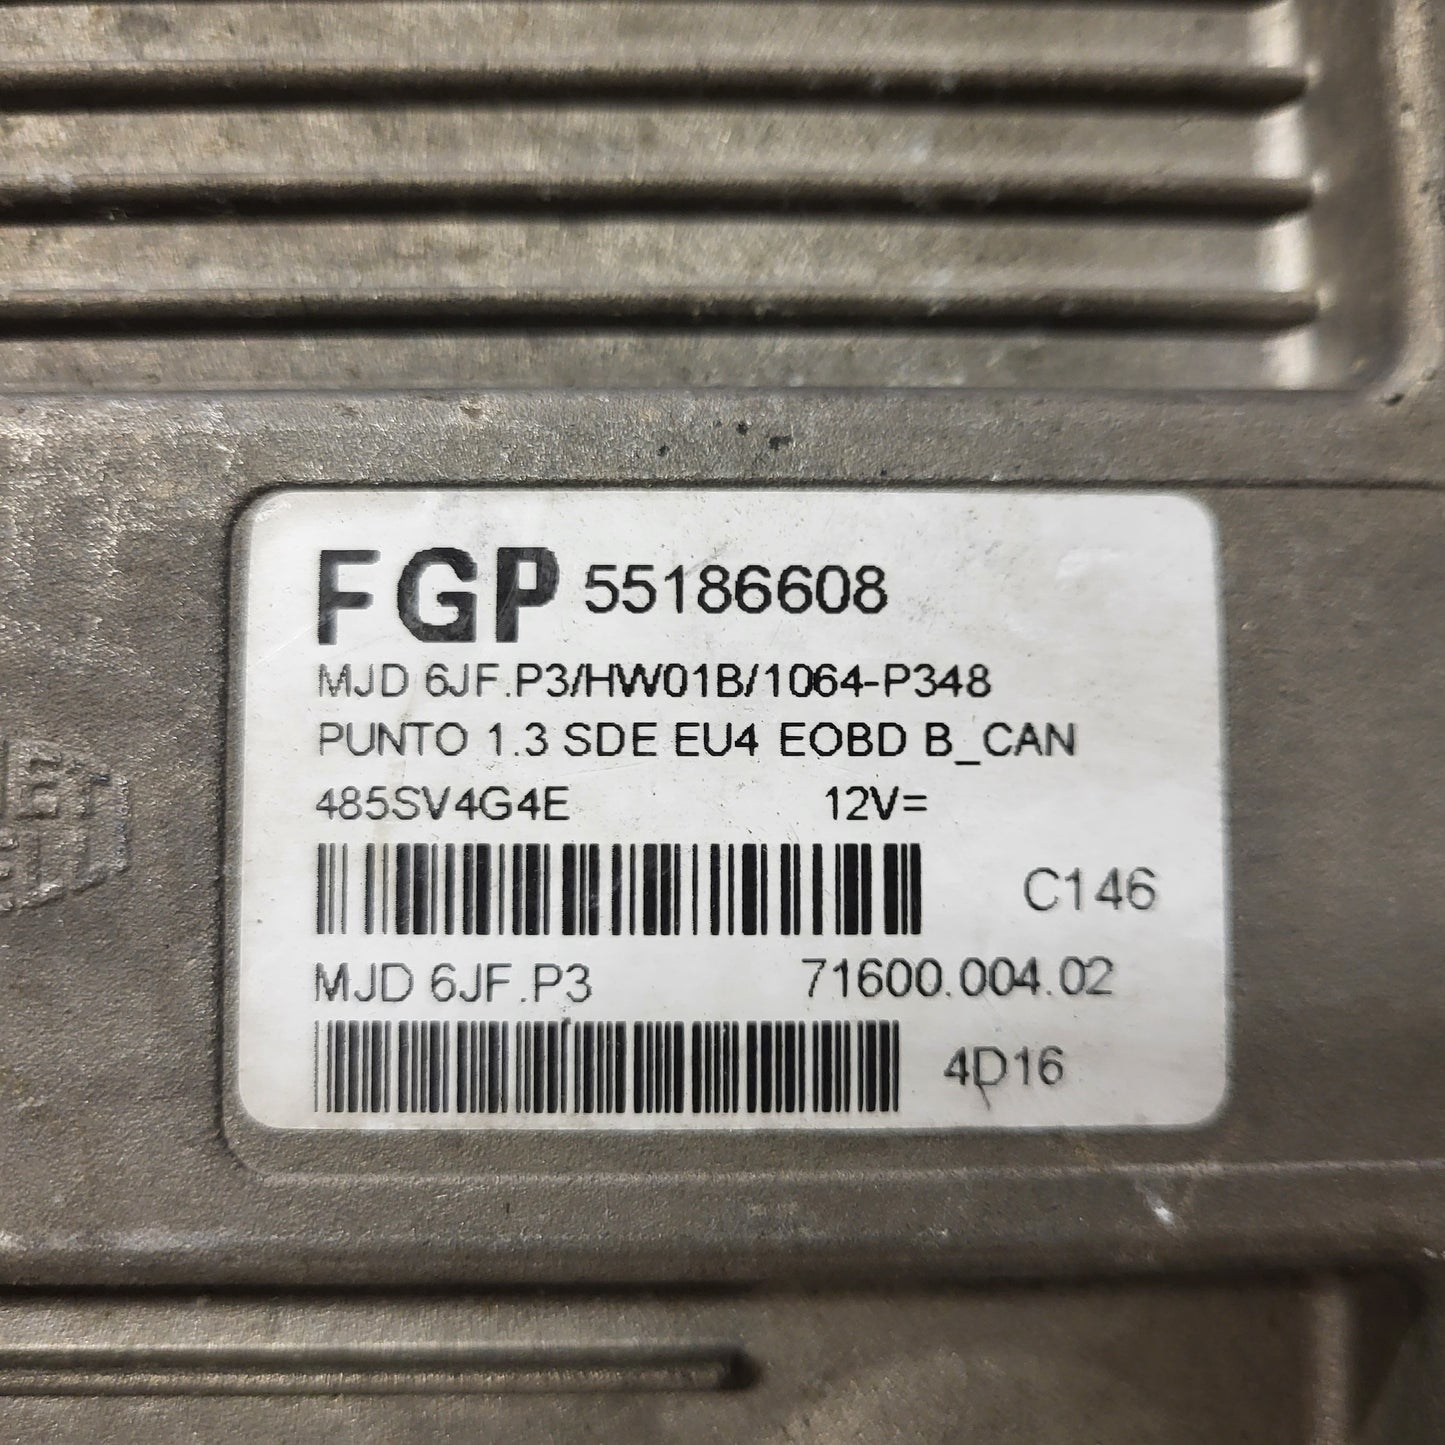 FGP 55186608
MJD 6JF.P3/HW01B/1064-P348
PUNTO 1.3 SDE EU4 EOBD B_CAN
485SV4G4E 12V=
C146
MJD 6JF.P3 71600.004.02
4D16